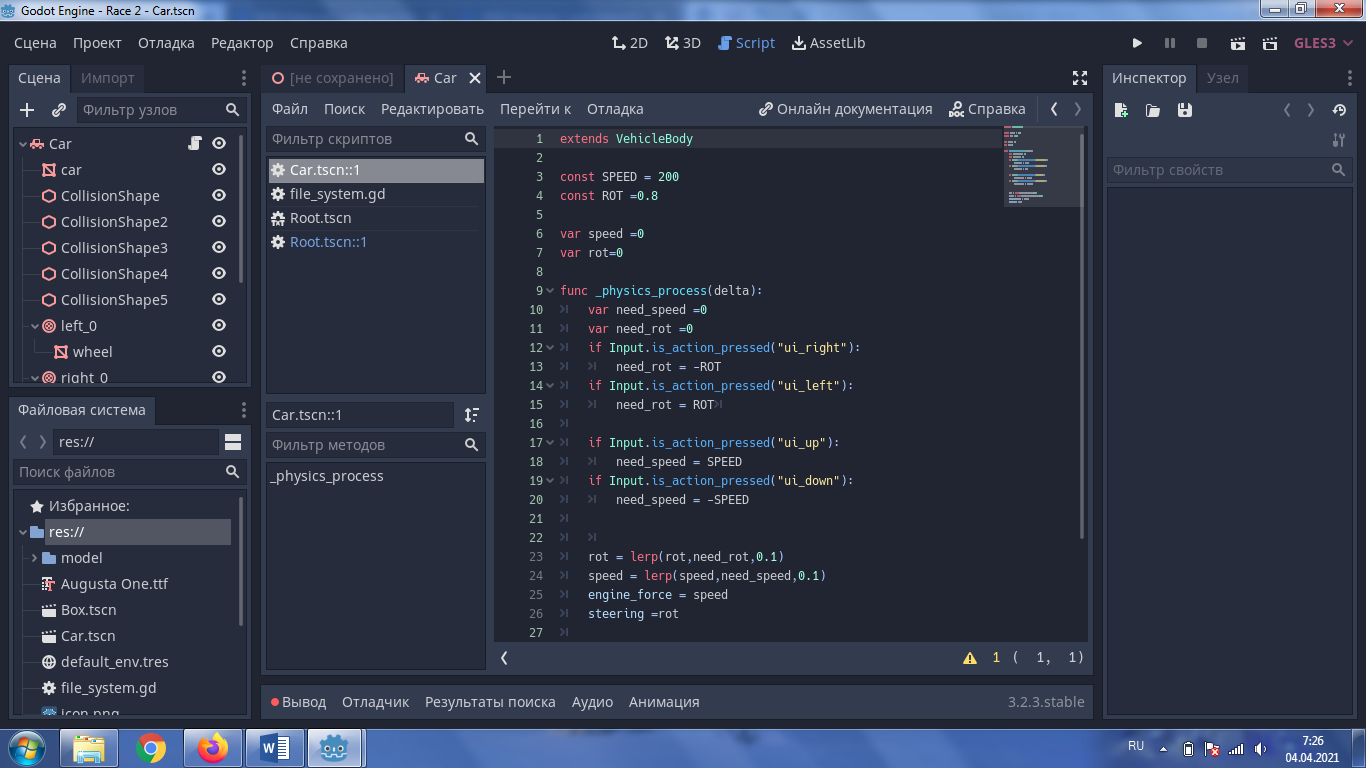 Godot Engine - Race 2 - Car.tscn
Сцена Проект Отладка Редактор Справка 2D 3D Script AssetLib GLES3
Сцена Импорт [не сохранено] Car Инспектор Узел
Фильтр узлов Файл Поиск Редактировать Перейти к Отладка Онлайн документация Справка
Фильтр скриптов
Фильтр свойств
Car
car
CollisionShape
CollisionShape2
CollisionShape3
CollisionShape4
CollisionShape5
left_0
wheel
right_0
Car.tscn::1
file_system.gd
Root.tscn
Root.tscn::1
Car.tscn::1
Фильтр методов
_physics_process
1 extends VehicleBody
2
3 const SPEED = 200
4 const ROT =0.8
5
6 var speed =0
7 var rot=0
8
9 func _physics_process(delta):
10 var need_speed =0
11 var need_rot =0
12 if Input.is_action_pressed("ui_right"):
13 need_rot = -ROT
14 if Input.is_action_pressed("ui_left"):
15 need_rot = ROT
16
17 if Input.is_action_pressed("ui_up"):
18 need_speed = SPEED
19 if Input.is_action_pressed("ui_down"):
20 need_speed = -SPEED
21
22
23 rot = lerp(rot,need_rot,0.1)
24 speed = lerp(speed,need_speed,0.1)
25 engine_force = speed
26 steering =rot
27
1 ( 1, 1)
Файловая система
res://
Поиск файлов
Избранное:
res://
model
Augusta One.ttf
Box.tscn
Car.tscn
default_env.tres
file_system.gd
icon.png
Вывод Отладчик Результаты поиска Аудио Анимация 3.2.3.stable
RU 7:26
04.04.2021